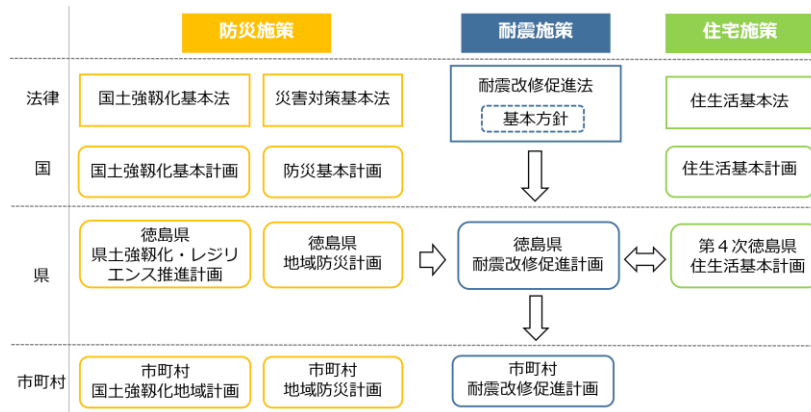 防災施策
耐震施策
住宅施策
法律
国土強靱化基本法
災害対策基本法
耐震改修促進法
基本方針
住生活基本法
国
国土強靱化基本計画
防災基本計画
住生活基本計画
県
徳島県
県土強靱化・レジリ
エンス推進計画
徳島県
地域防災計画
徳島県
耐震改修促進計画
第4次徳島県
住生活基本計画
市町村
市町村
国土強靱化地域計画
市町村
地域防災計画
市町村
耐震改修促進計画